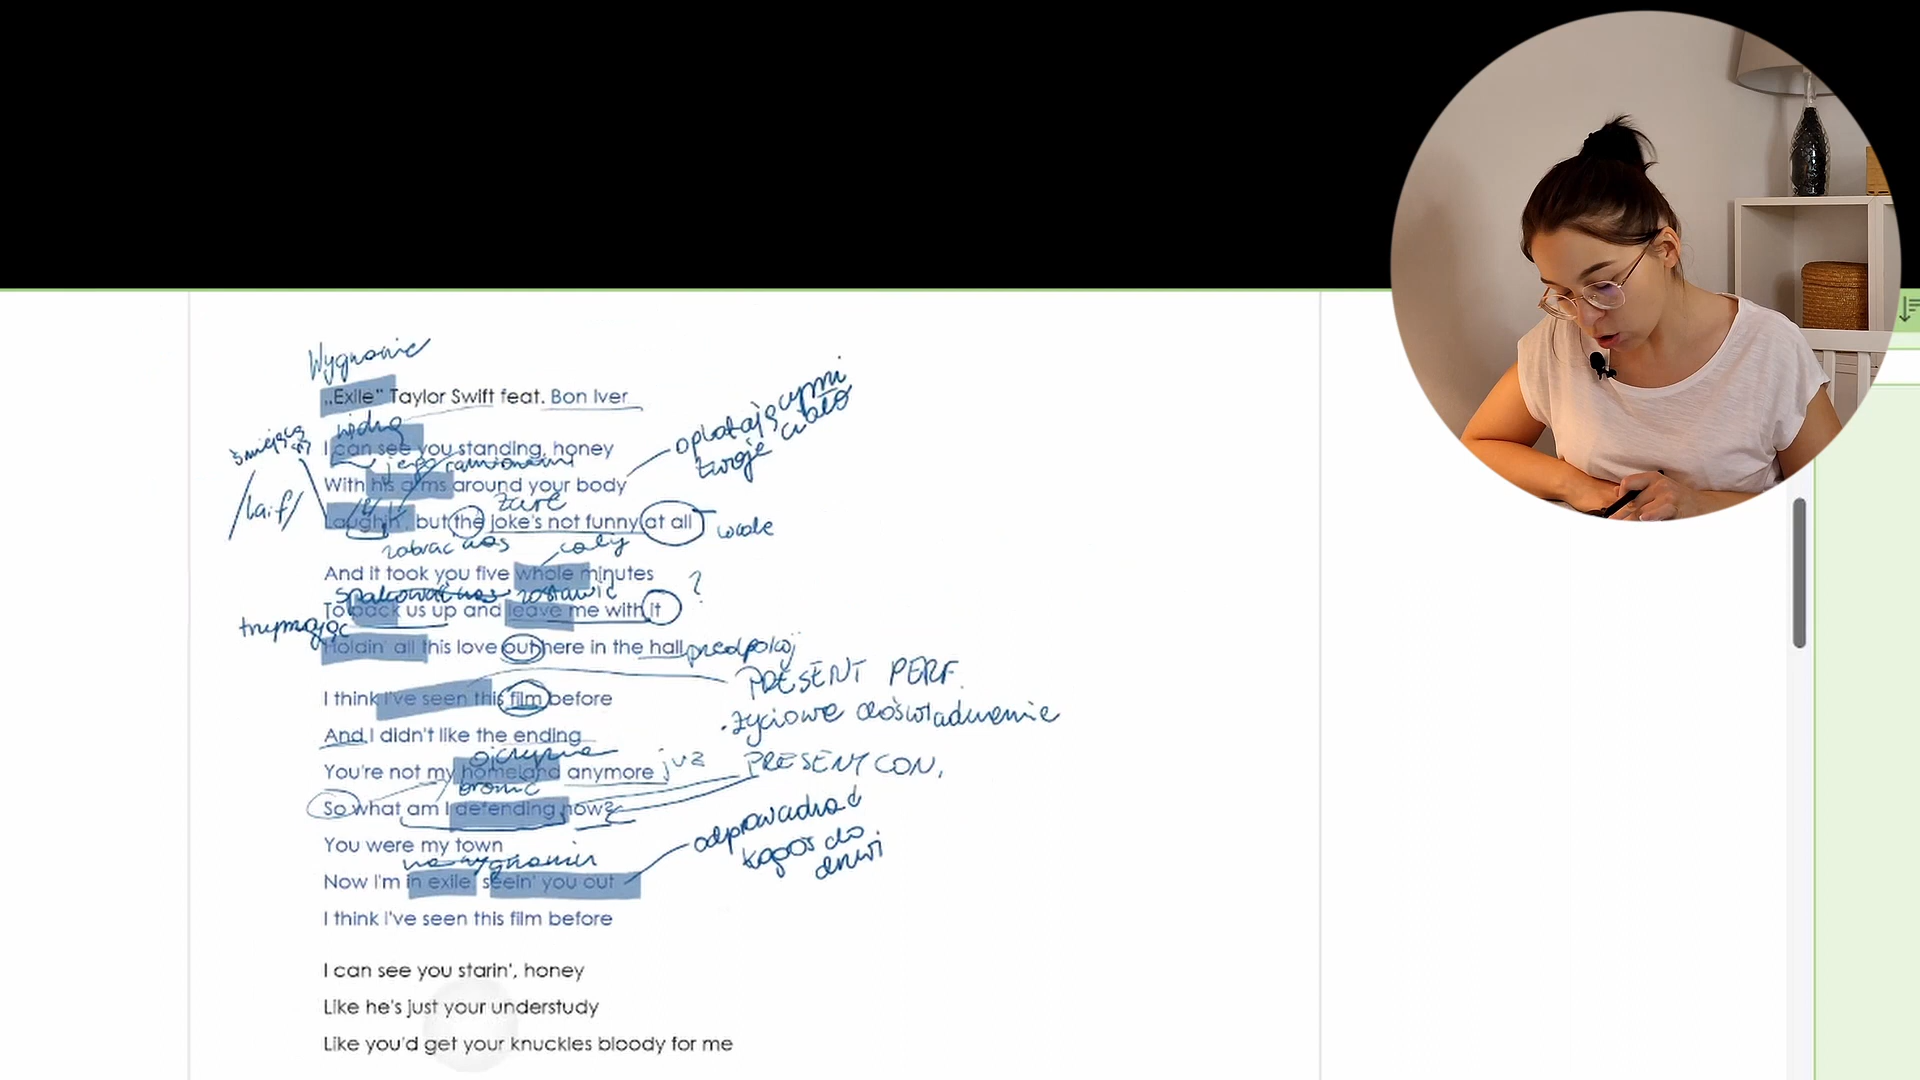 Wygnanie
„Exile" Taylor Swift feat. Bon Iver
widzę
śmiejąc się
I can see you standing, honey
jego ramionami
oplatającymi
twoje ciało
With his arms around your body
/laif/
żart
Laughin', but the joke's not funny at all
wcale
zabrać nas
cały
And it took you five whole minutes
spakować nas
zostawić
?
To pack us up and leave me with it
trzymając
Holdin' all this love out here in the hall
przedpokój
PRESENT PERF.
I think I've seen this film before
• życiowe doświadczenie
And I didn't like the ending
ojczyzna
You're not my homeland anymore
już
PRESENT CON.
bronić
So what am I defending now?
odprowadzać
kogoś do
drzwi
You were my town
na wygnaniu
Now I'm in exile, seein' you out
I think I've seen this film before
I can see you starin', honey
Like he's just your understudy
Like you'd get your knuckles bloody for me